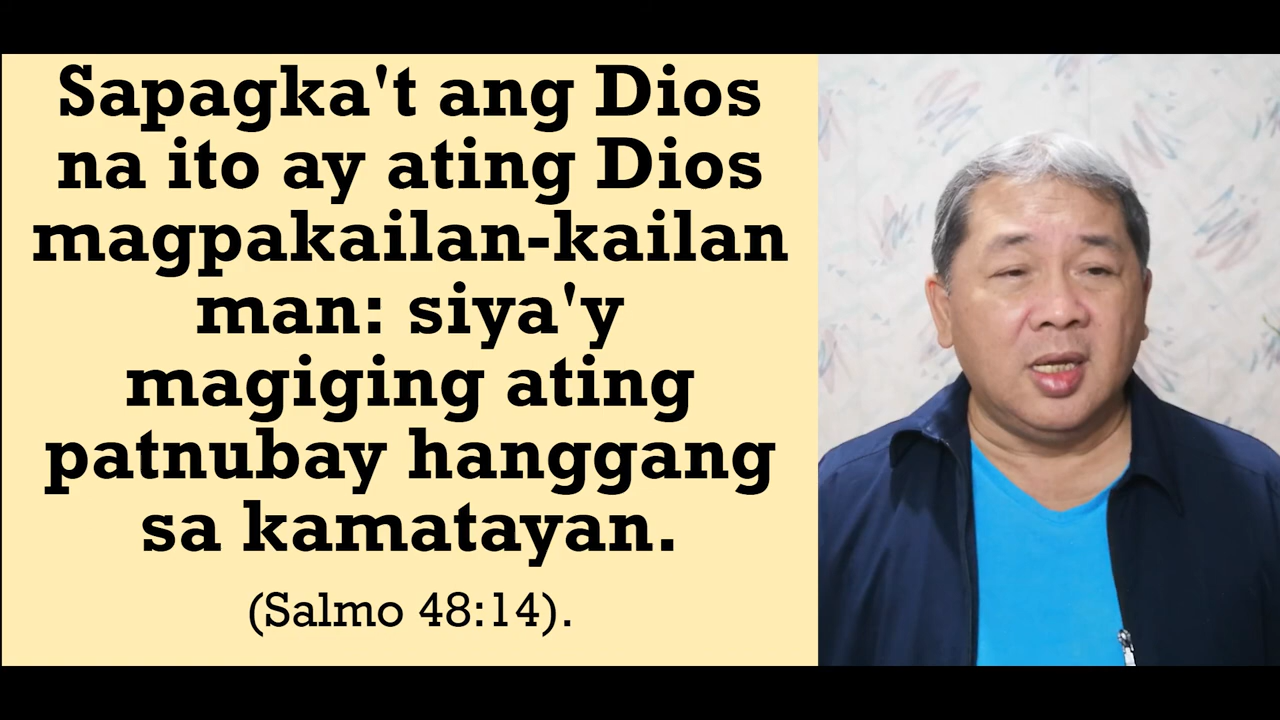 Sapagka't ang Dios
na ito ay ating Dios
magpakailan-kailan
man: siya'y
magiging ating
patnubay hanggang
sa kamatayan.
(Salmo 48:14).